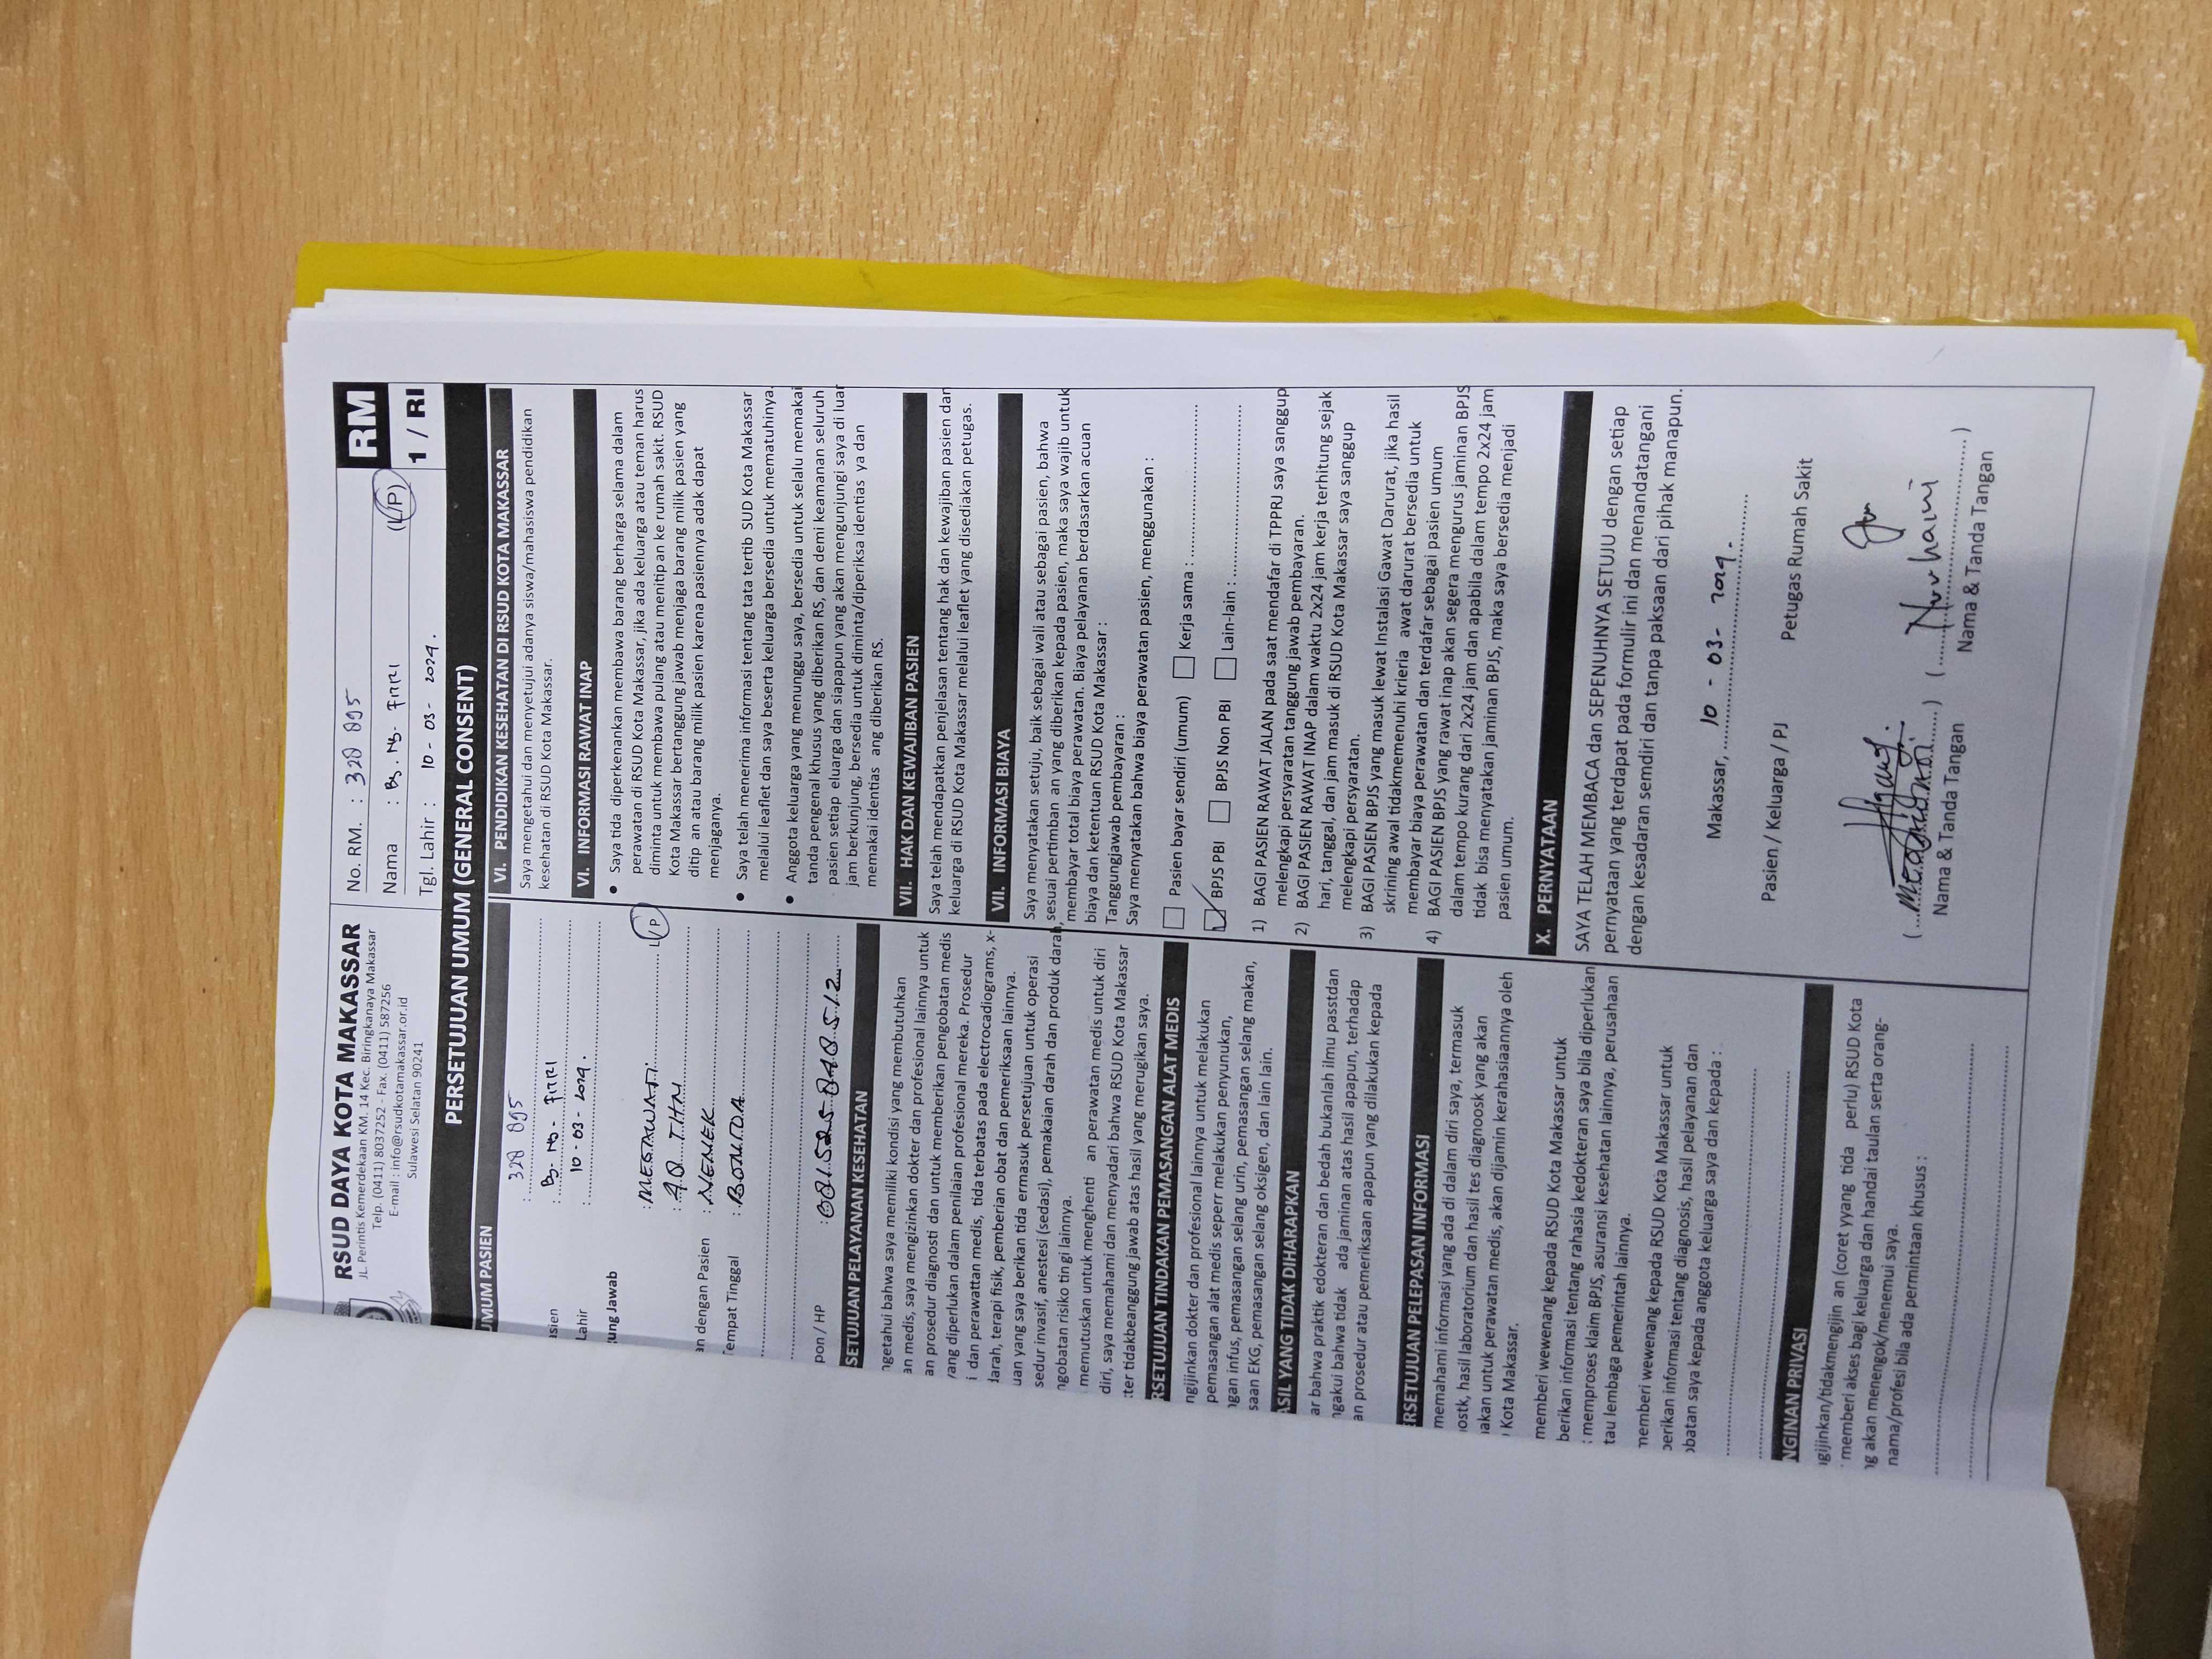 RSUD DAYA KOTA MAKASSAR
JL. Perintis Kemerdekaan KM. 14 Kec. Biringkanaya Makassar
Telp. (0411) 8037252 - Fax. (0411) 587256
E-mail : info@rsudkotamakassar.or.id
Sulawesi Selatan 90241
No. RM. : 328 895
Nama : By. Ny. FITRI (L/P)
Tgl. Lahir : 10 - 03 - 2024.
RM
1 / RI
PERSETUJUAN UMUM (GENERAL CONSENT)
UMUM PASIEN
: 328 895
asien : By. Ny. FITRI
Lahir : 10 - 03 - 2024.
ung Jawab
: MEGAWATI L/P
: 48 THN
an dengan Pasien : NENEK
Tempat Tinggal :
pon / HP : 081525848512
SETUJUAN PELAYANAN KESEHATAN
ngetahui bahwa saya memiliki kondisi yang membutuhkan
an medis, saya mengizinkan dokter dan profesional lainnya untuk
an prosedur diagnosti dan untuk memberikan pengobatan medis
yang diperlukan dalam penilaian profesional mereka. Prosedur
i dan perawattan medis, tida terbatas pada electrocadiograms, x-
darah, terapi fisik, pemberian obat dan pemeriksaan lainnya.
uan yang saya berikan tida ermasuk persetujuan untuk operasi
sedur invasif, anestesi (sedasi), pemakaian darah dan produk darah,
ngobatan risiko tin gi lainnya.
memutuskan untuk menghenti an perawatan medis untuk diri
diri, saya memahami dan menyadari bahwa RSUD Kota Makassar
ter tidakbeanggung jawab atas hasil yang merugikan saya.
RSETUJUAN TINDAKAN PEMASANGAN ALAT MEDIS
ngijinkan dokter dan profesional lainnya untuk melakukan
pemasangan alat medis seperr melakukan penyunukan,
ngan infus, pemasangan selang urin, pemasangan selang makan,
saan EKG, pemasangan selang oksigen, dan lain lain.
ASIL YANG TIDAK DIHARAPKAN
ar bahwa praktik edokteran dan bedah bukanlah ilmu passtdan
ngakui bahwa tidak ada jaminan atas hasil apapun, terhadap
an prosedur atau pemeriksaan apapun yang dilakukan kepada
ERSETUJUAN PELEPASAN INFORMASI
memahami informasi yang ada di dalam diri saya, termasuk
nostk, hasil laboratorium dan hasil tes diagnoosk yang akan
nakan untuk perawatan medis, akan dijamin kerahasiaannya oleh
Kota Makassar.
memberi wewenang kepada RSUD Kota Makassar untuk
berikan informasi tentang rahasia kedokteran saya bila diperlukan
: memproses klaim BPJS, asuransi kesehatan lainnya, perusahaan
tau lembaga pemerintah lainnya.
memberi wewenang kepada RSUD Kota Makassar untuk
berikan informasi tentang diagnosis, hasil pelayanan dan
obatan saya kepada anggota keluarga saya dan kepada :
NGINAN PRIVASI
ngijinkan/tidakmengijin an (coret yyang tida perlu) RSUD Kota
memberi akses bagi keluarga dan handai taulan serta orang-
ng akan menengok/menemui saya.
nama/profesi bila ada permintaan khusus :
VI. PENDIDIKAN KESEHATAN DI RSUD KOTA MAKASSAR
Saya mengetahui dan menyetujui adanya siswa/mahasiswa pendidikan
kesehatan di RSUD Kota Makassar.
VI. INFORMASI RAWAT INAP
• Saya tida diperkenankan membawa barang berharga selama dalam
perawatan di RSUD Kota Makassar, jika ada keluarga atau teman harus
diminta untuk membawa pulang atau menitip an ke rumah sakit. RSUD
Kota Makassar bertanggung jawab menjaga barang milik pasien yang
ditip an atau barang milik pasien karena pasiennya adak dapat
menjaganya.
• Saya telah menerima informasi tentang tata tertib SUD Kota Makassar
melalui leaflet dan saya beserta keluarga bersedia untuk mematuhinya.
• Anggota keluarga yang menunggu saya, bersedia untuk selalu memakai
tanda pengenal khusus yang diberikan RS, dan demi keamanan seluruh
pasien setiap eluarga dan siapapun yang akan mengunjungi saya di luar
jam berkunjung, bersedia untuk diminta/diperiksa identias ya dan
memakai identias ang diberikan RS.
VII. HAK DAN KEWAJIBAN PASIEN
Saya telah mendapatkan penjelasan tentang hak dan kewajiban pasien dan
keluarga di RSUD Kota Makassar melalui leaflet yang disediakan petugas.
VII. INFORMASI BIAYA
Saya menyatakan setuju, baik sebagai wali atau sebagai pasien, bahwa
sesuai pertimban an yang diberikan kepada pasien, maka saya wajib untuk
membayar total biaya perawatan. Biaya pelayanan berdasarkan acuan
biaya dan ketentuan RSUD Kota Makassar :
Tanggungjawab pembayaran :
Saya menyatakan bahwa biaya perawatan pasien, menggunakan :
Pasien bayar sendiri (umum) Kerja sama :
BPJS PBI BPJS Non PBI Lain-lain :
1) BAGI PASIEN RAWAT JALAN pada saat mendafar di TPPRJ saya sanggup
melengkapi persyaratan tanggung jawab pembayaran.
2) BAGI PASIEN RAWAT INAP dalam waktu 2x24 jam kerja terhitung sejak
hari, tanggal, dan jam masuk di RSUD Kota Makassar saya sanggup
melengkapi persyaratan.
3) BAGI PASIEN BPJS yang masuk lewat Instalasi Gawat Darurat, jika hasil
skrining awal tidakmemenuhi krieria awat darurat bersedia untuk
membayar biaya perawatan dan terdafar sebagai pasien umum
4) BAGI PASIEN BPJS yang rawat inap akan segera mengurus jaminan BPJS
dalam tempo kurang dari 2x24 jam dan apabila dalam tempo 2x24 jam
tidak bisa menyatakan jaminan BPJS, maka saya bersedia menjadi
pasien umum.
X. PERNYATAAN
SAYA TELAH MEMBACA dan SEPENUHNYA SETUJU dengan setiap
pernyataan yang terdapat pada formulir ini dan menandatangani
dengan kesadaran semdiri dan tanpa paksaan dari pihak manapun.
Makassar, 10 - 03 - 2024.
Pasien / Keluarga / PJ Petugas Rumah Sakit
(MEGAWATI) (Nurhaini)
Nama & Tanda Tangan Nama & Tanda Tangan